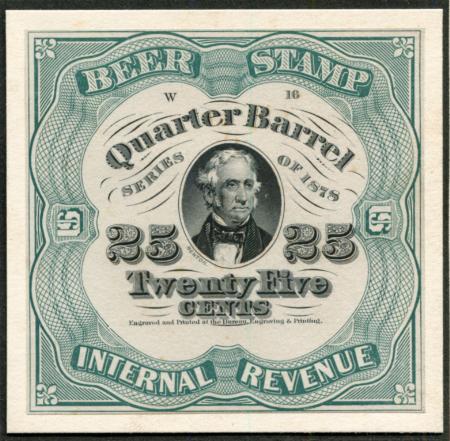 BEER STAMP
W 16
Quarter Barrel
SERIES OF 1878
25 25
BENTON.
Twenty Five
CENTS
Engraved and Printed at the Bureau, Engraving & Printing.
INTERNAL REVENUE